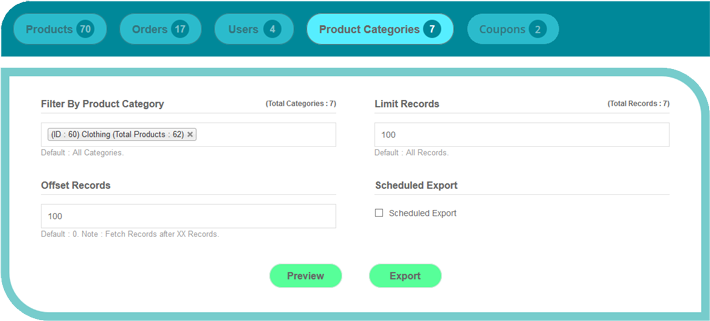 Products 70 Orders 17 Users 4 Product Categories 7 Coupons 2
Filter By Product Category (Total Categories : 7) Limit Records (Total Records : 7)
(ID : 60) Clothing (Total Products : 62) × 100
Default : All Categories. Default : All Records.
Offset Records Scheduled Export
100 Scheduled Export
Default : 0. Note : Fetch Records after XX Records.
Preview Export